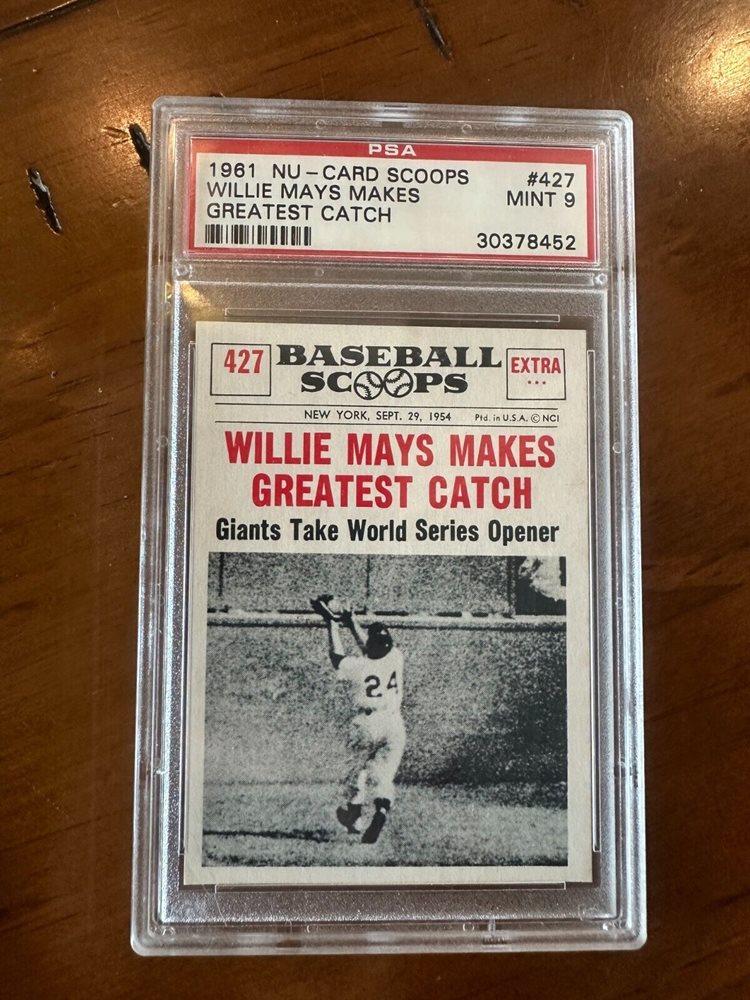 PSA
1961 NU-CARD SCOOPS #427
WILLIE MAYS MAKES MINT 9
GREATEST CATCH
30378452
427 BASEBALL SCOOPS EXTRA
NEW YORK, SEPT. 29, 1954 Ptd. in U.S.A. © NCI
WILLIE MAYS MAKES
GREATEST CATCH
Giants Take World Series Opener
24